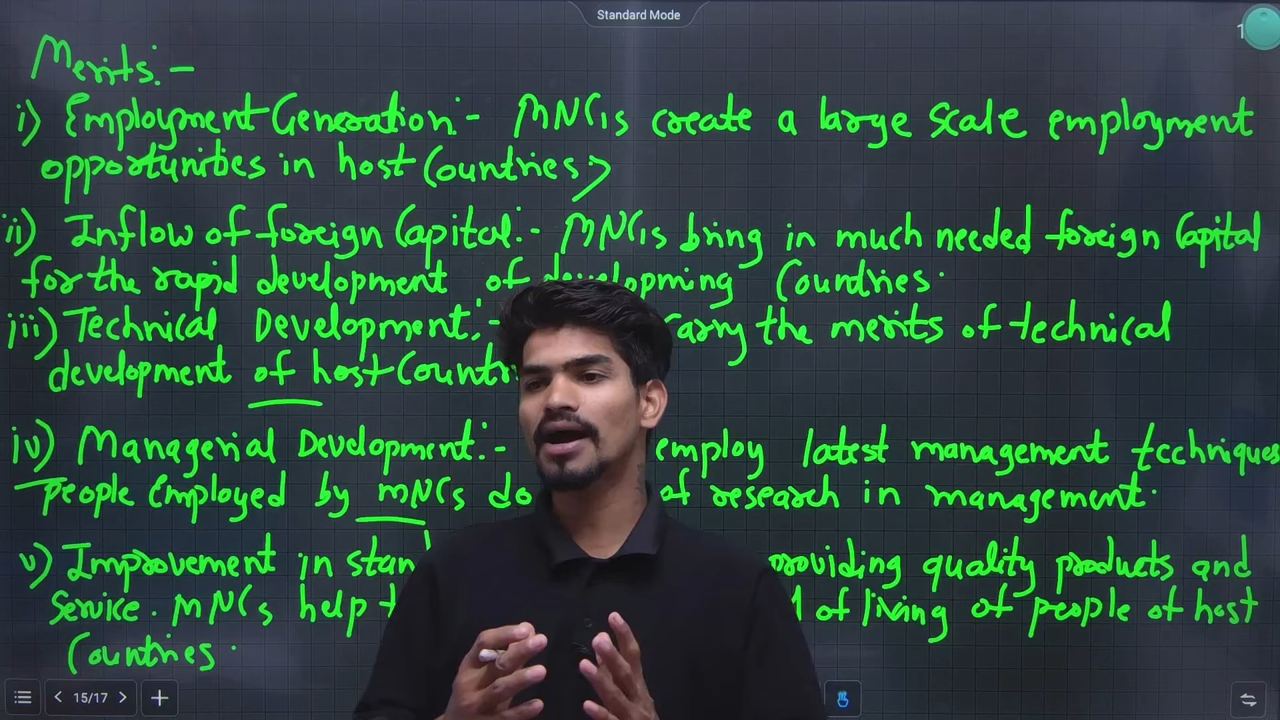 Standard Mode
1
Merits:-
i) Employment Generation:- MNCs create a large scale employment
opportunities in host Countries.
ii) Inflow of foreign Capital:- MNCs bring in much needed foreign Capital
for the rapid development of developming Countries.
iii) Technical Development:- carry the merits of technical
development of host
iv) Managerial Development:- employ latest management techniques
people Employed by MNCs do of research in management.
v) Improvement in providing quality products and
Service. MNCs help of living of people of host
Countries.
15/17